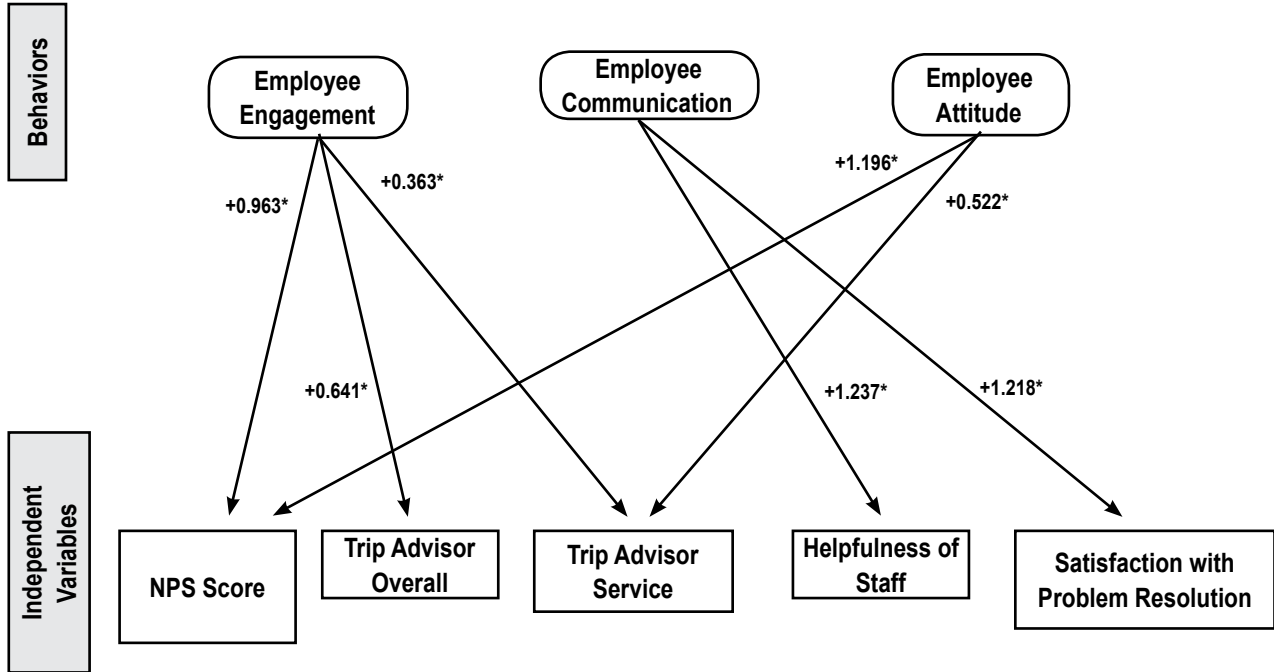 Behaviors
Employee
Engagement
Employee
Communication
Employee
Attitude
+0.963*
+0.363*
+1.196*
+0.522*
+0.641*
+1.237*
+1.218*
Independent
Variables
NPS Score
Trip Advisor
Overall
Trip Advisor
Service
Helpfulness of
Staff
Satisfaction with
Problem Resolution